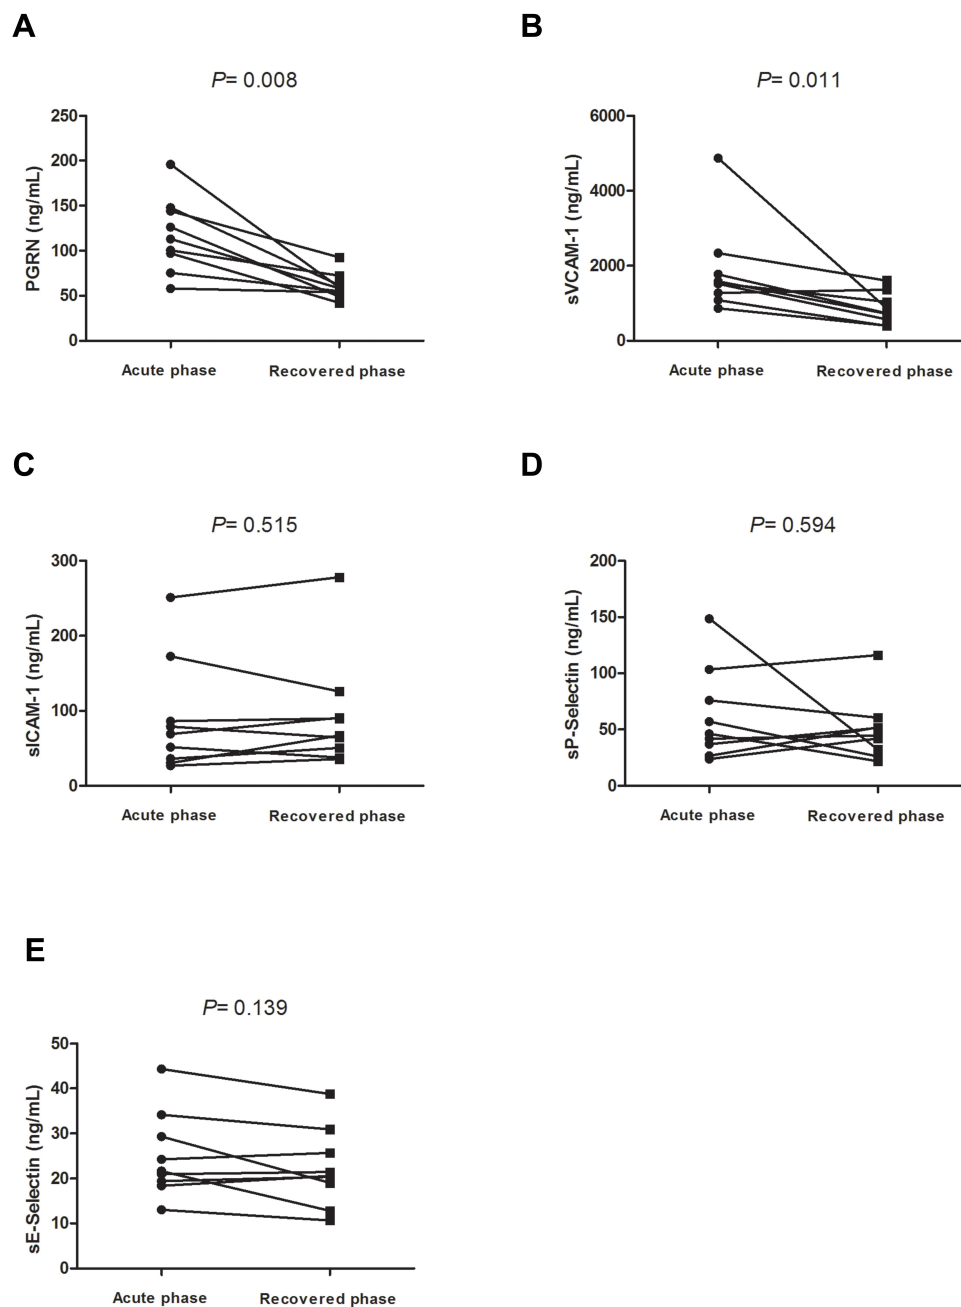 A
P= 0.008
PGRN (ng/mL)
250
200
150
100
50
0
Acute phase
Recovered phase
B
P= 0.011
sVCAM-1 (ng/mL)
6000
4000
2000
0
Acute phase
Recovered phase
C
P= 0.515
sICAM-1 (ng/mL)
300
200
100
0
Acute phase
Recovered phase
D
P= 0.594
sP-Selectin (ng/mL)
200
150
100
50
0
Acute phase
Recovered phase
E
P= 0.139
sE-Selectin (ng/mL)
50
40
30
20
10
0
Acute phase
Recovered phase